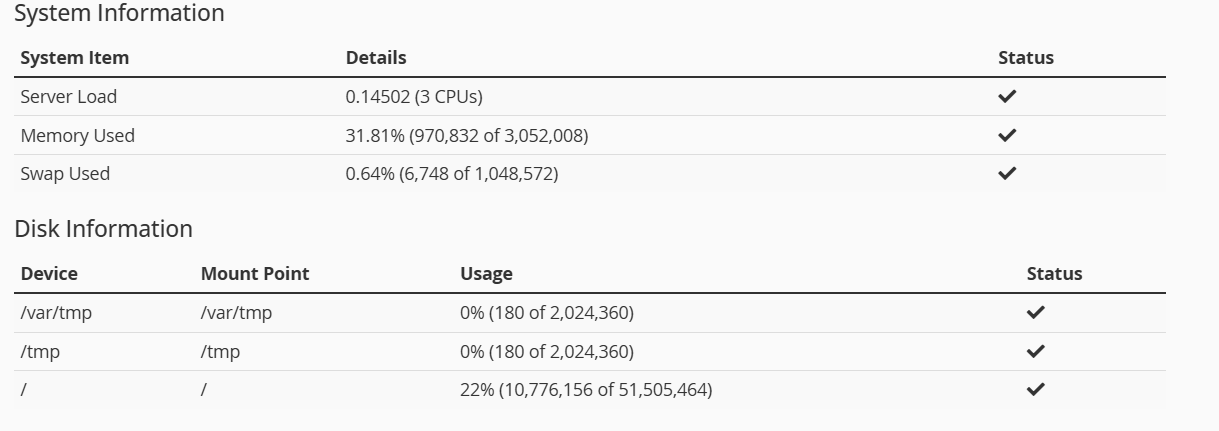 System Information
System Item Details Status
Server Load 0.14502 (3 CPUs)
Memory Used 31.81% (970,832 of 3,052,008)
Swap Used 0.64% (6,748 of 1,048,572)
Disk Information
Device Mount Point Usage Status
/var/tmp /var/tmp 0% (180 of 2,024,360)
/tmp /tmp 0% (180 of 2,024,360)
/ / 22% (10,776,156 of 51,505,464)